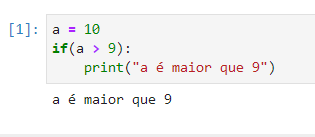 [1]: a = 10
if(a > 9):
    print("a é maior que 9")
a é maior que 9